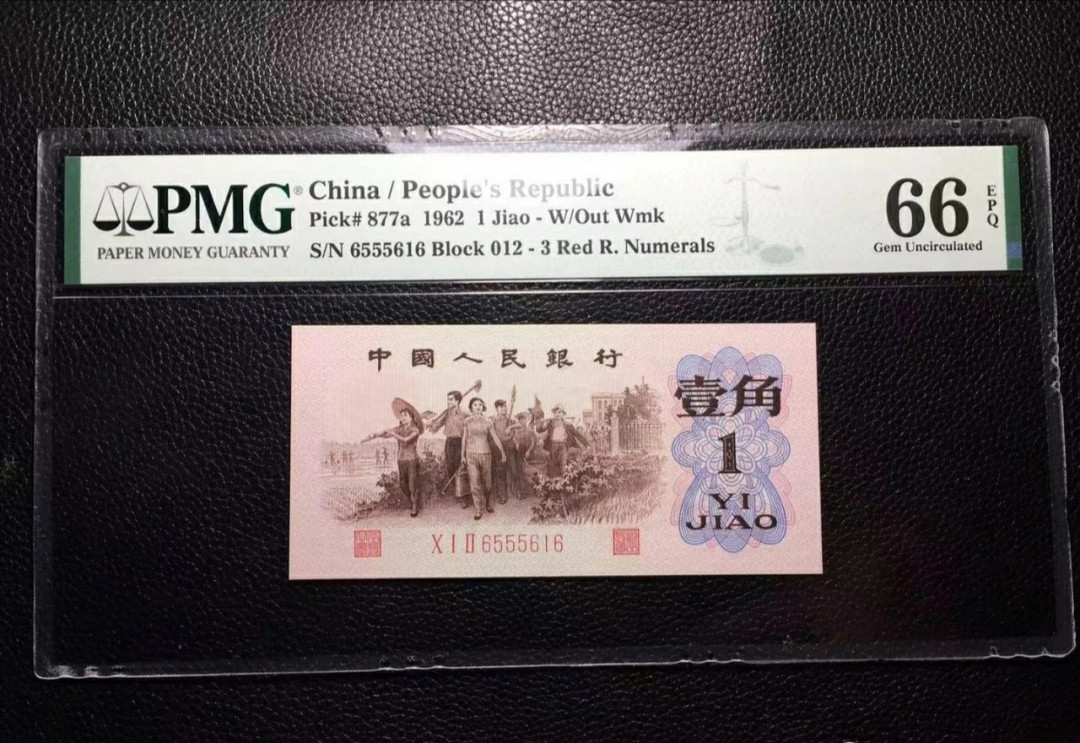 PMG®
PAPER MONEY GUARANTY
China / People's Republic
Pick# 877a 1962 1 Jiao - W/Out Wmk
S/N 6555616 Block 012 - 3 Red R. Numerals
66
EPQ
Gem Uncirculated
中國人民銀行
壹角
1
YI
JIAO
X I II 6555616